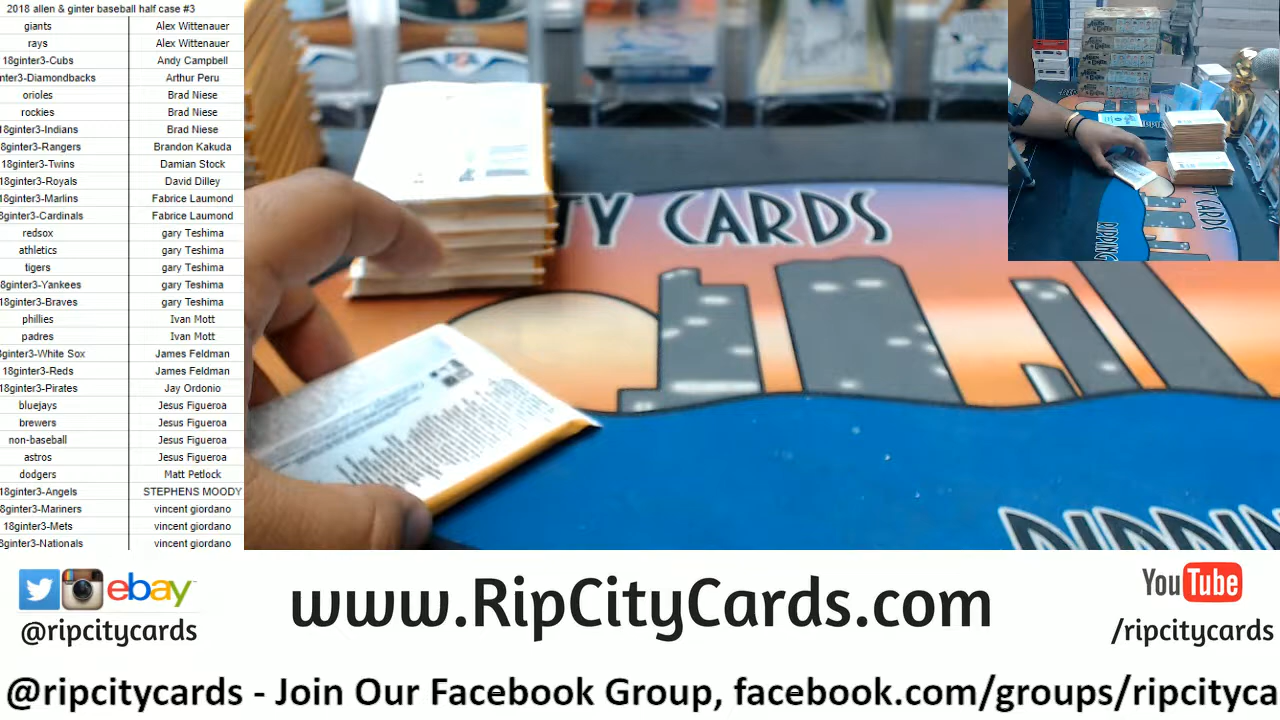 2018 allen & ginter baseball half case #3
giants Alex Wittenauer
rays Alex Wittenauer
18ginter3-Cubs Andy Campbell
nter3-Diamondbacks Arthur Peru
orioles Brad Niese
rockies Brad Niese
18ginter3-Indians Brad Niese
18ginter3-Rangers Brandon Kakuda
18ginter3-Twins Damian Stock
18ginter3-Royals David Dilley
18ginter3-Marlins Fabrice Laumond
8ginter3-Cardinals Fabrice Laumond
redsox gary Teshima
athletics gary Teshima
tigers gary Teshima
8ginter3-Yankees gary Teshima
18ginter3-Braves gary Teshima
phillies Ivan Mott
padres Ivan Mott
8ginter3-White Sox James Feldman
18ginter3-Reds James Feldman
18ginter3-Pirates Jay Ordonio
bluejays Jesus Figueroa
brewers Jesus Figueroa
non-baseball Jesus Figueroa
astros Jesus Figueroa
dodgers Matt Petlock
18ginter3-Angels STEPHENS MOODY
8ginter3-Mariners vincent giordano
18ginter3-Mets vincent giordano
8ginter3-Nationals vincent giordano
TY CARDS
RIPPIN
CARDS
RIPPING
ebay
@ripcitycards
www.RipCityCards.com
YouTube
/ripcitycards
@ripcitycards - Join Our Facebook Group, facebook.com/groups/ripcityca